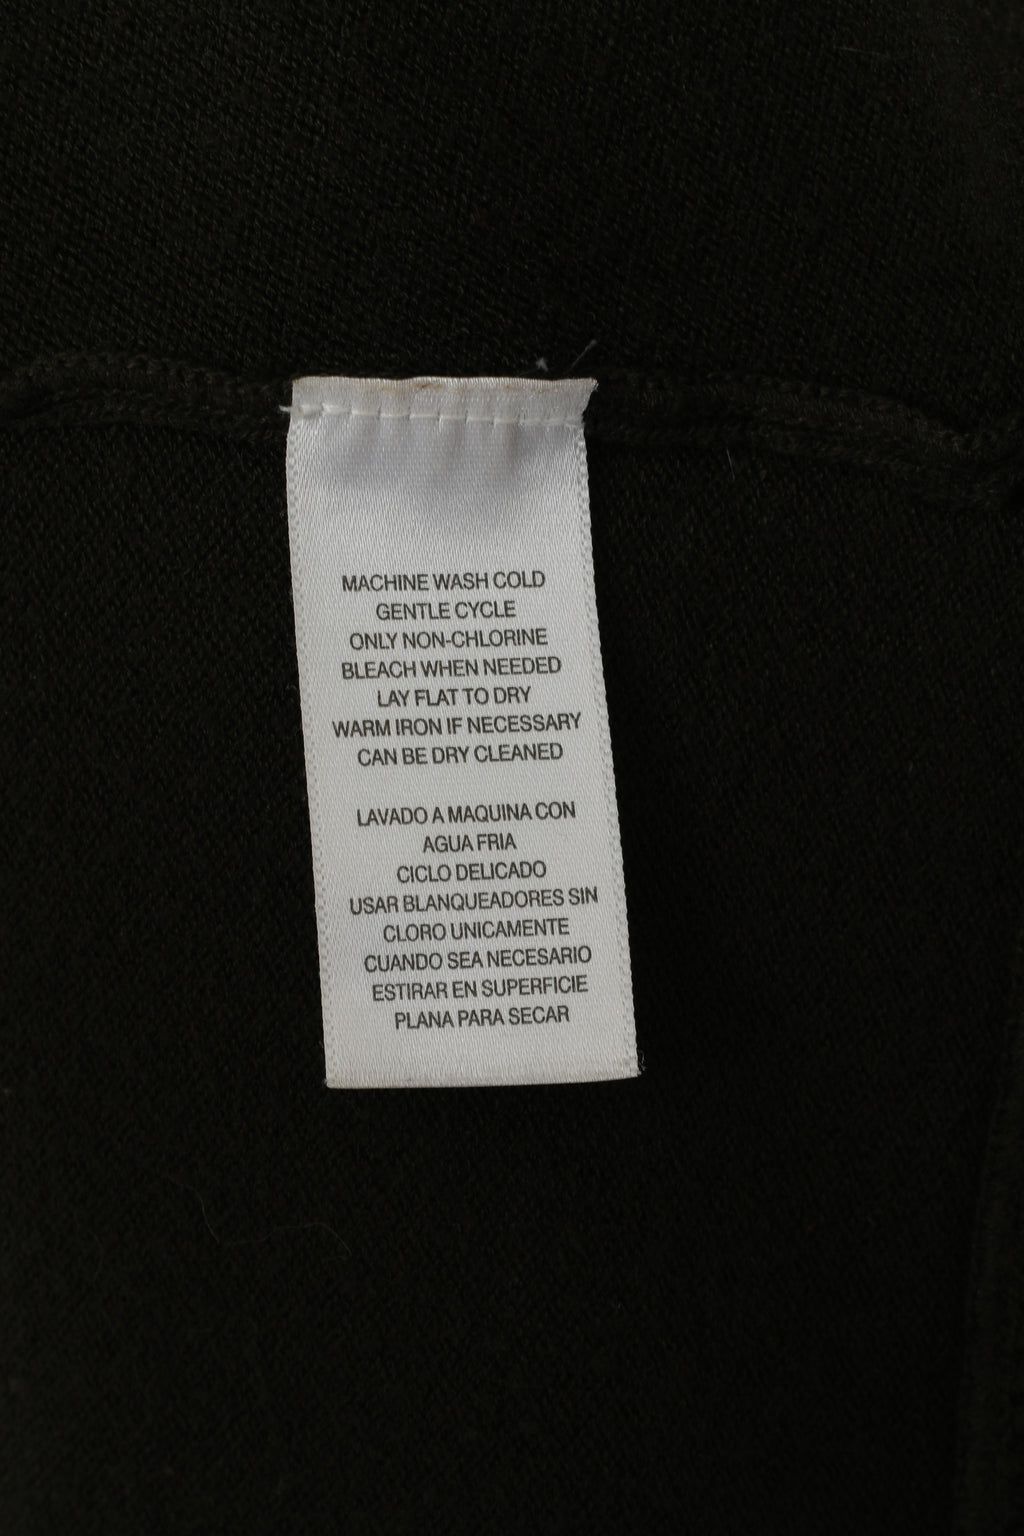 MACHINE WASH COLD
GENTLE CYCLE
ONLY NON-CHLORINE
BLEACH WHEN NEEDED
LAY FLAT TO DRY
WARM IRON IF NECESSARY
CAN BE DRY CLEANED
LAVADO A MAQUINA CON
AGUA FRIA
CICLO DELICADO
USAR BLANQUEADORES SIN
CLORO UNICAMENTE
CUANDO SEA NECESARIO
ESTIRAR EN SUPERFICIE
PLANA PARA SECAR